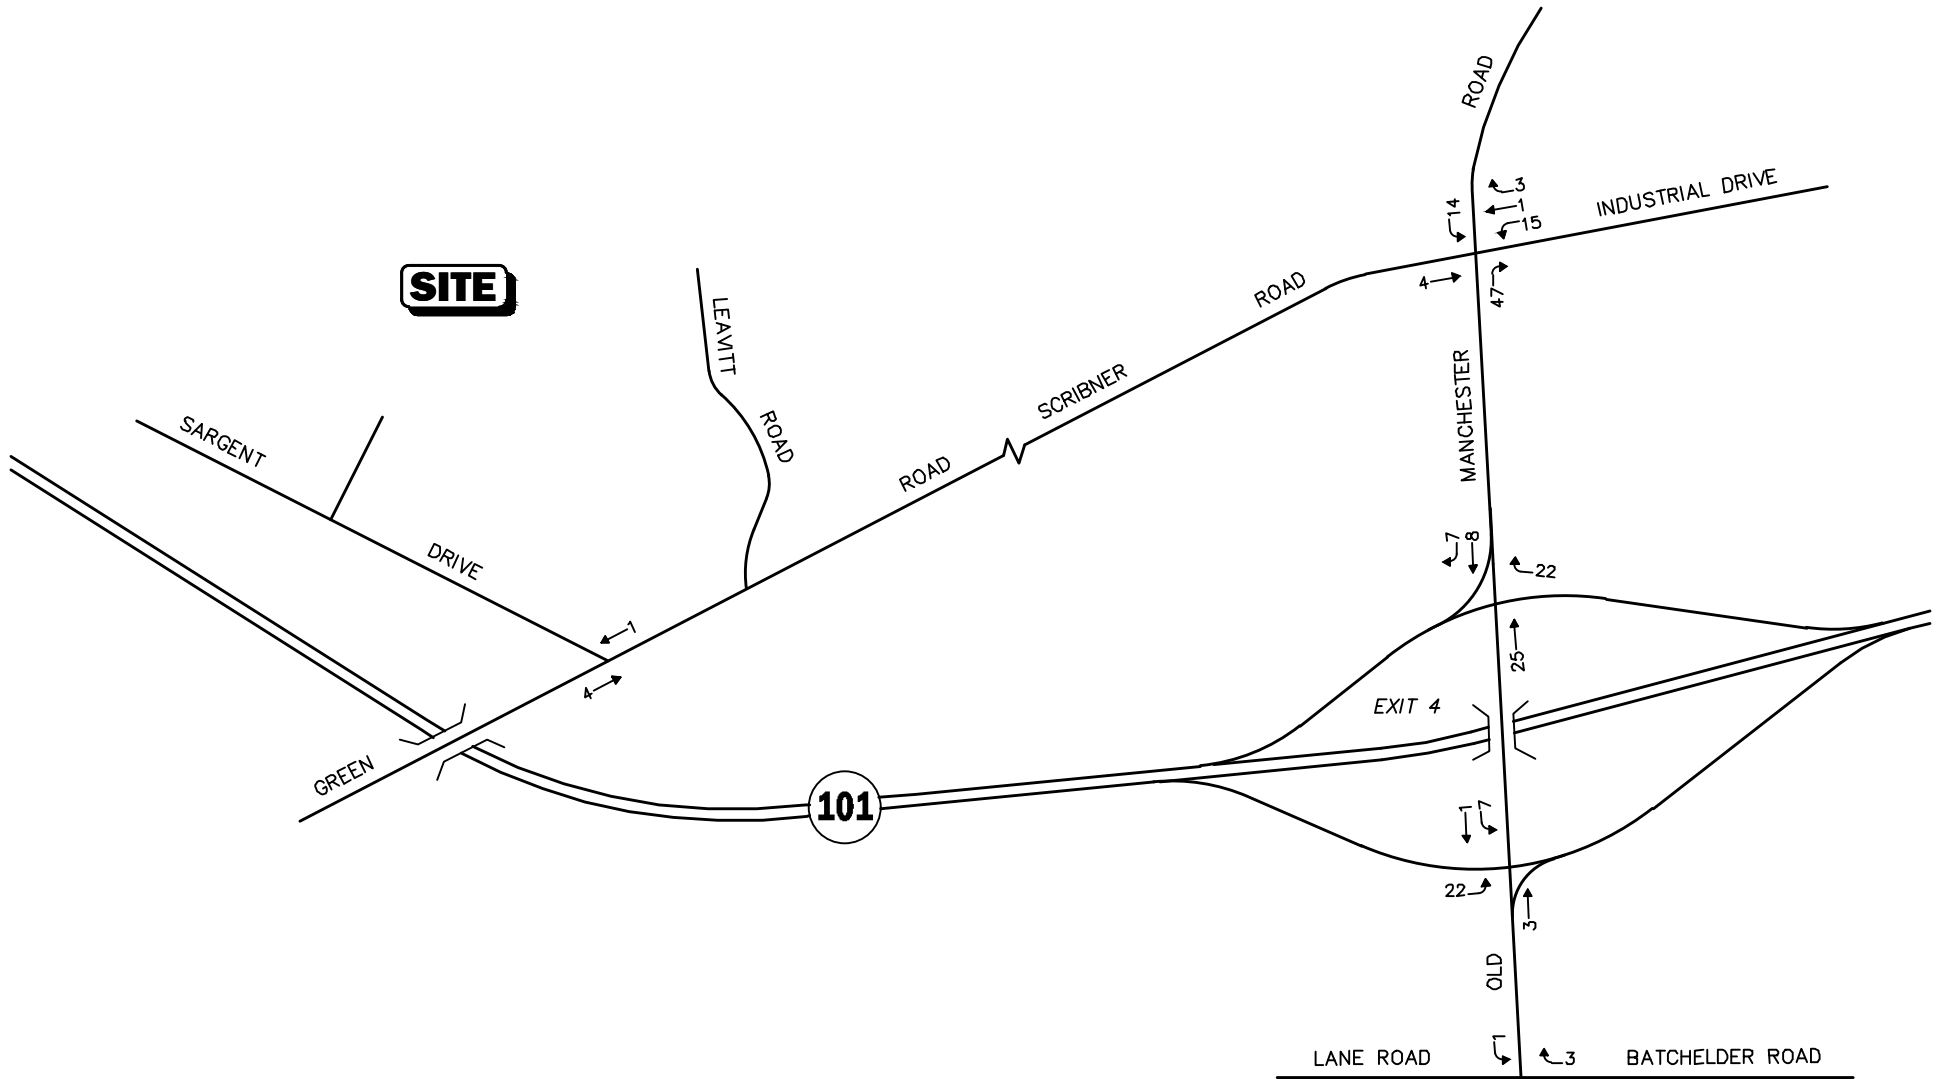 ROAD
3
1
15
14
INDUSTRIAL DRIVE
4
47
SITE
LEAVITT
ROAD
ROAD
SCRIBNER
ROAD
MANCHESTER
SARGENT
DRIVE
7
8
22
25
1
4
EXIT 4
GREEN
101
1
7
22
3
OLD
1
3
LANE ROAD
BATCHELDER ROAD